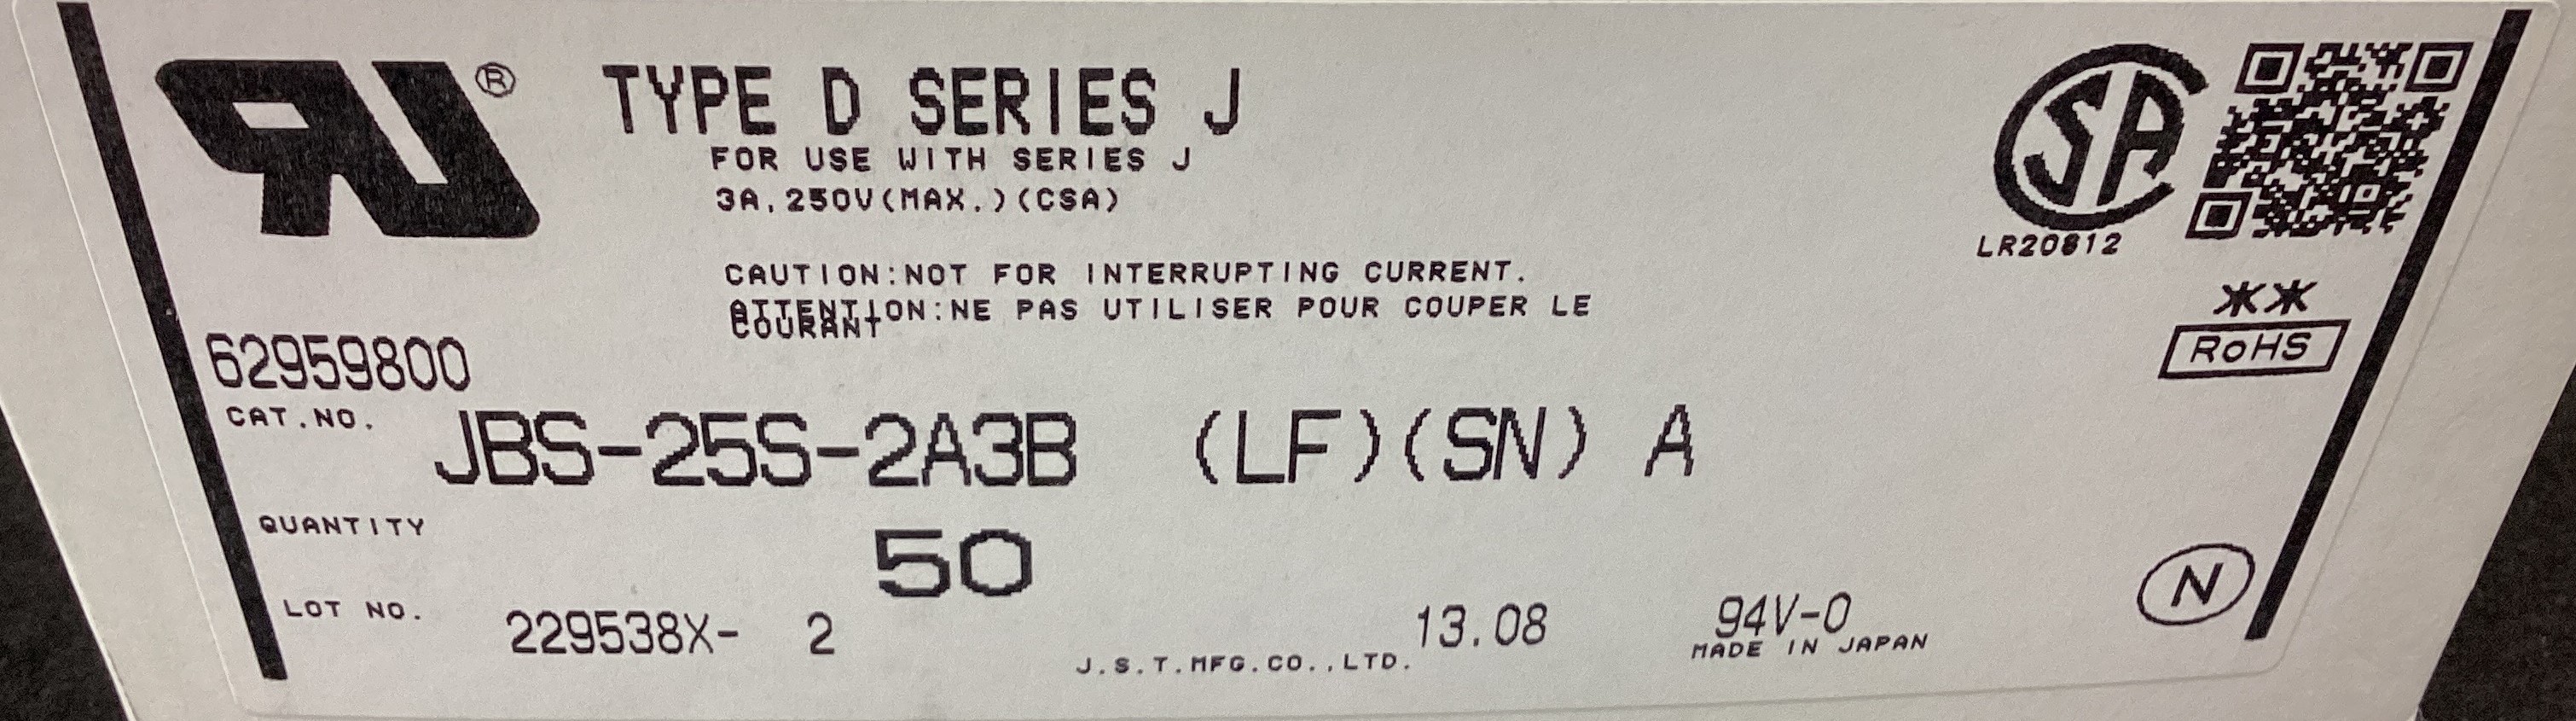 ®
TYPE D SERIES J
FOR USE WITH SERIES J
3A, 250V(MAX.)(CSA)
CAUTION:NOT FOR INTERRUPTING CURRENT.
ATTENTION:NE PAS UTILISER POUR COUPER LE
COURANT
SA
LR20812
**
RoHS
62959800
CAT.NO.
JBS-25S-2A3B (LF)(SN) A
QUANTITY
50
LOT NO.
229538X- 2
J.S.T.MFG.CO.,LTD.
13.08
94V-0
MADE IN JAPAN
N